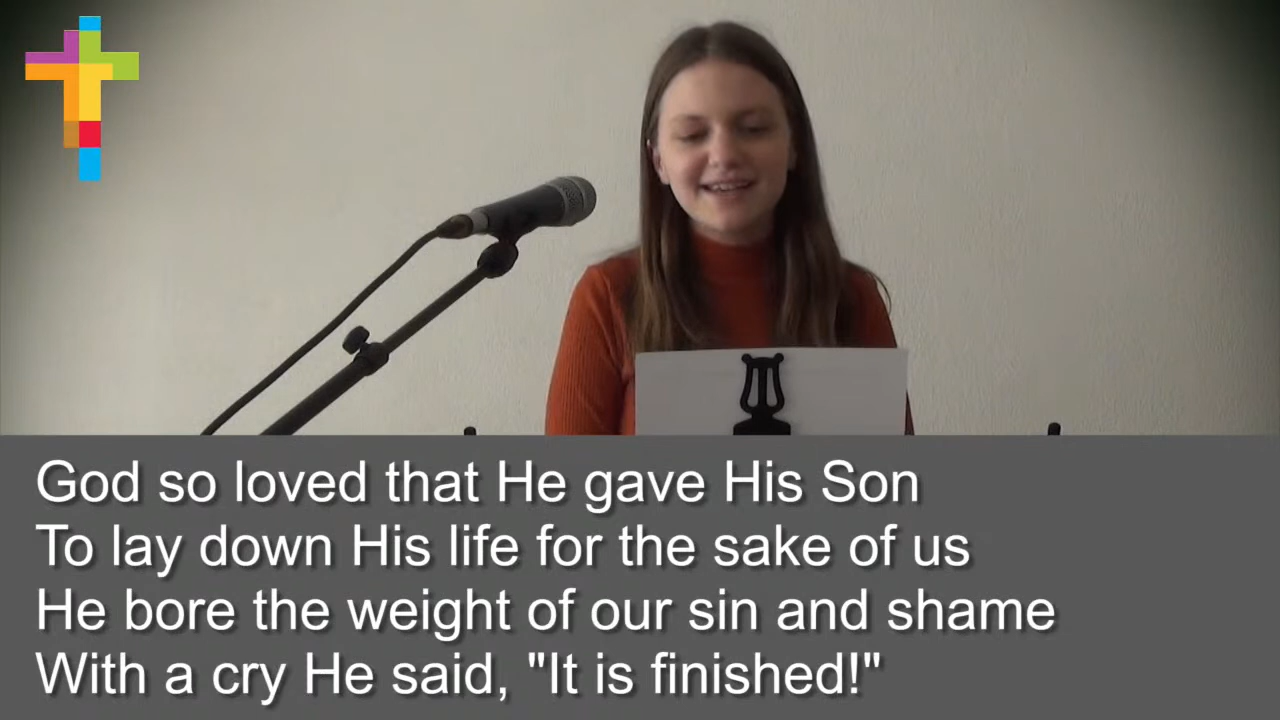 God so loved that He gave His Son
To lay down His life for the sake of us
He bore the weight of our sin and shame
With a cry He said, "It is finished!"